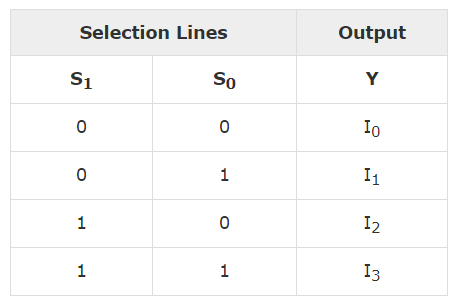 Selection Lines Output
S₁ S₀ Y
0 0 I₀
0 1 I₁
1 0 I₂
1 1 I₃